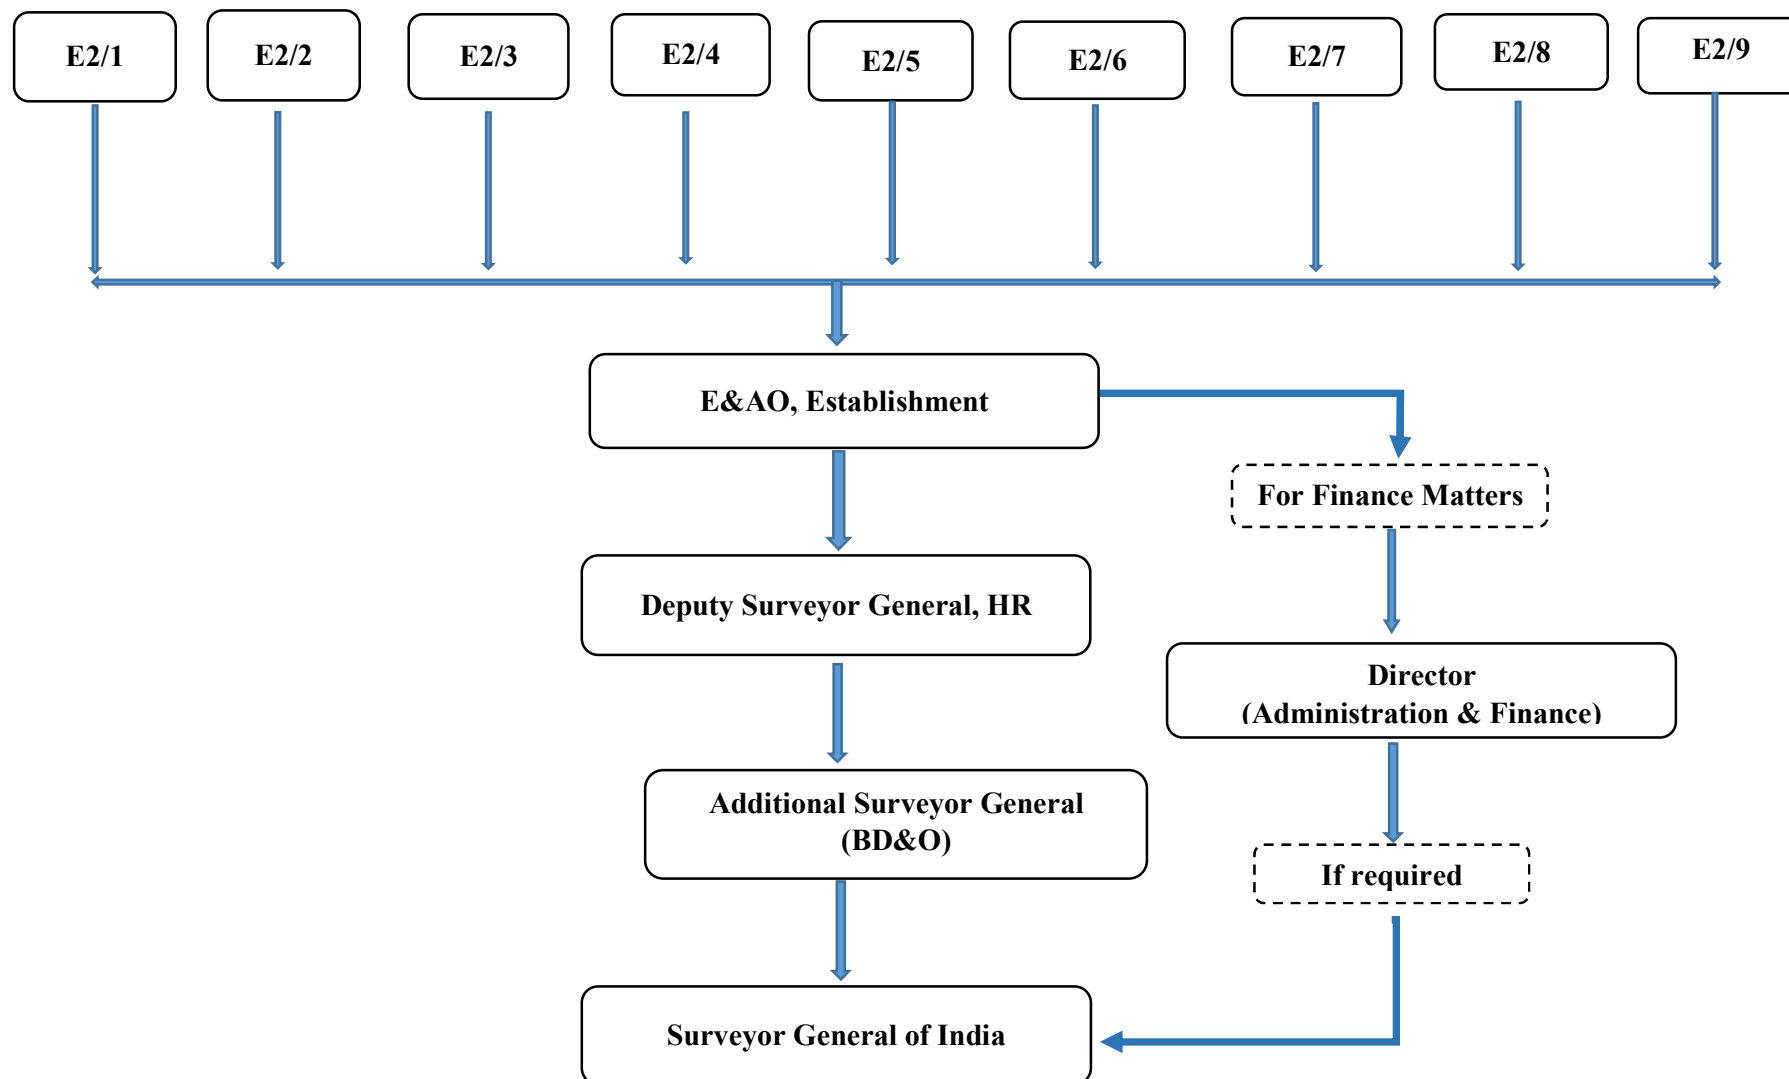 E2/1
E2/2
E2/3
E2/4
E2/5
E2/6
E2/7
E2/8
E2/9
E&AO, Establishment
For Finance Matters
Deputy Surveyor General, HR
Director
(Administration & Finance)
Additional Surveyor General
(BD&O)
If required
Surveyor General of India